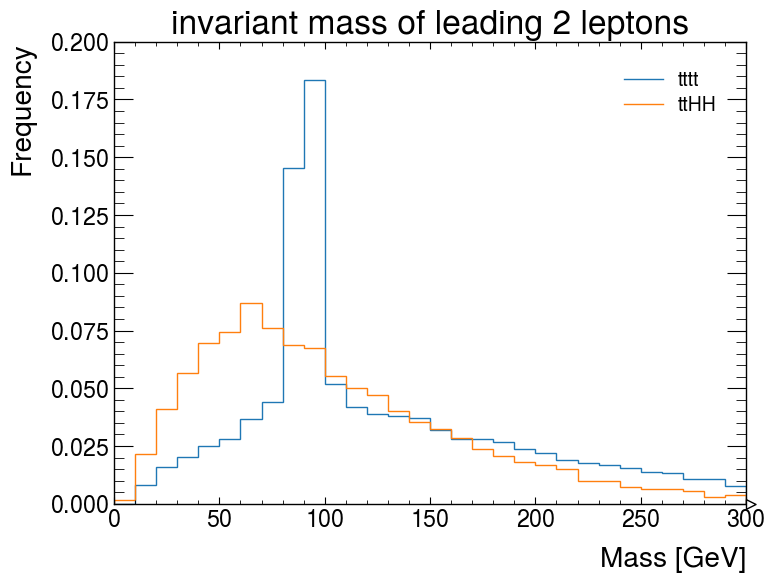 invariant mass of leading 2 leptons
Frequency
0.200
0.175
0.150
0.125
0.100
0.075
0.050
0.025
0.000
tttt
ttHH
0 50 100 150 200 250 300
Mass [GeV]